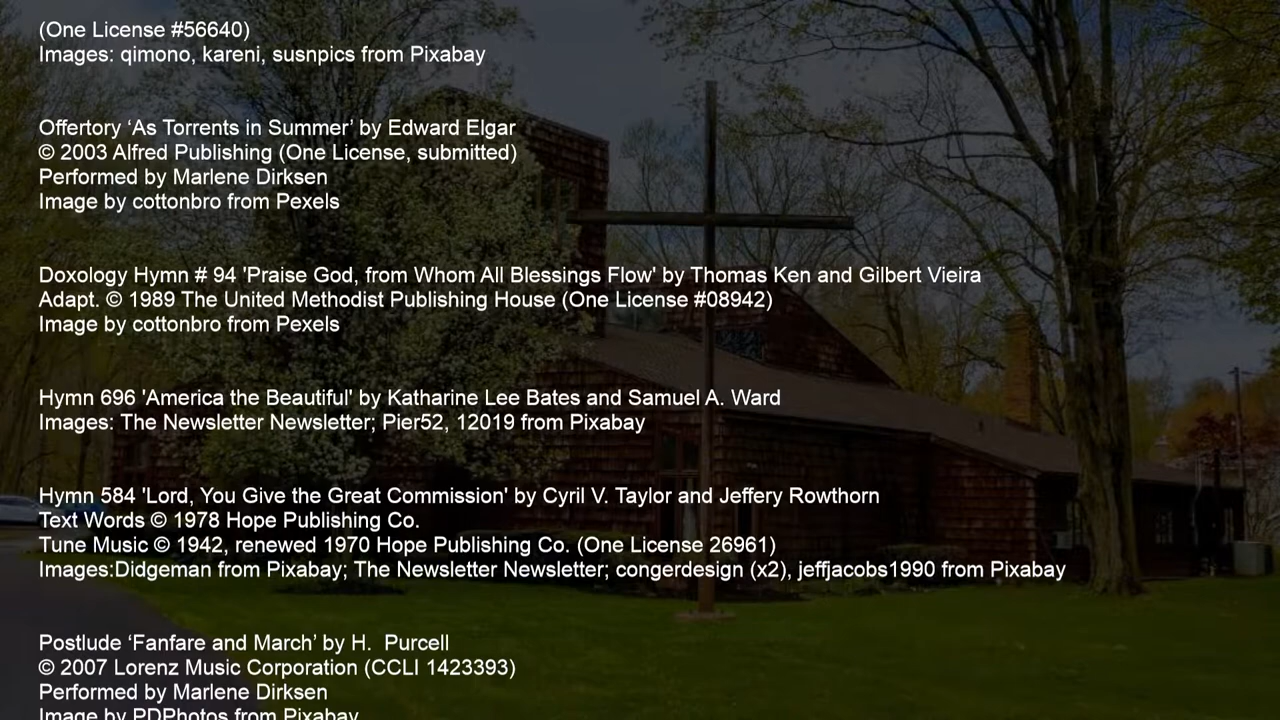 (One License #56640)
Images: qimono, kareni, susnpics from Pixabay
Offertory ‘As Torrents in Summer’ by Edward Elgar
© 2003 Alfred Publishing (One License, submitted)
Performed by Marlene Dirksen
Image by cottonbro from Pexels
Doxology Hymn # 94 'Praise God, from Whom All Blessings Flow' by Thomas Ken and Gilbert Vieira
Adapt. © 1989 The United Methodist Publishing House (One License #08942)
Image by cottonbro from Pexels
Hymn 696 'America the Beautiful' by Katharine Lee Bates and Samuel A. Ward
Images: The Newsletter Newsletter; Pier52, 12019 from Pixabay
Hymn 584 'Lord, You Give the Great Commission' by Cyril V. Taylor and Jeffery Rowthorn
Text Words © 1978 Hope Publishing Co.
Tune Music © 1942, renewed 1970 Hope Publishing Co. (One License 26961)
Images:Didgeman from Pixabay; The Newsletter Newsletter; congerdesign (x2), jeffjacobs1990 from Pixabay
Postlude ‘Fanfare and March’ by H.  Purcell
© 2007 Lorenz Music Corporation (CCLI 1423393)
Performed by Marlene Dirksen
Image by PDPhotos from Pixabay